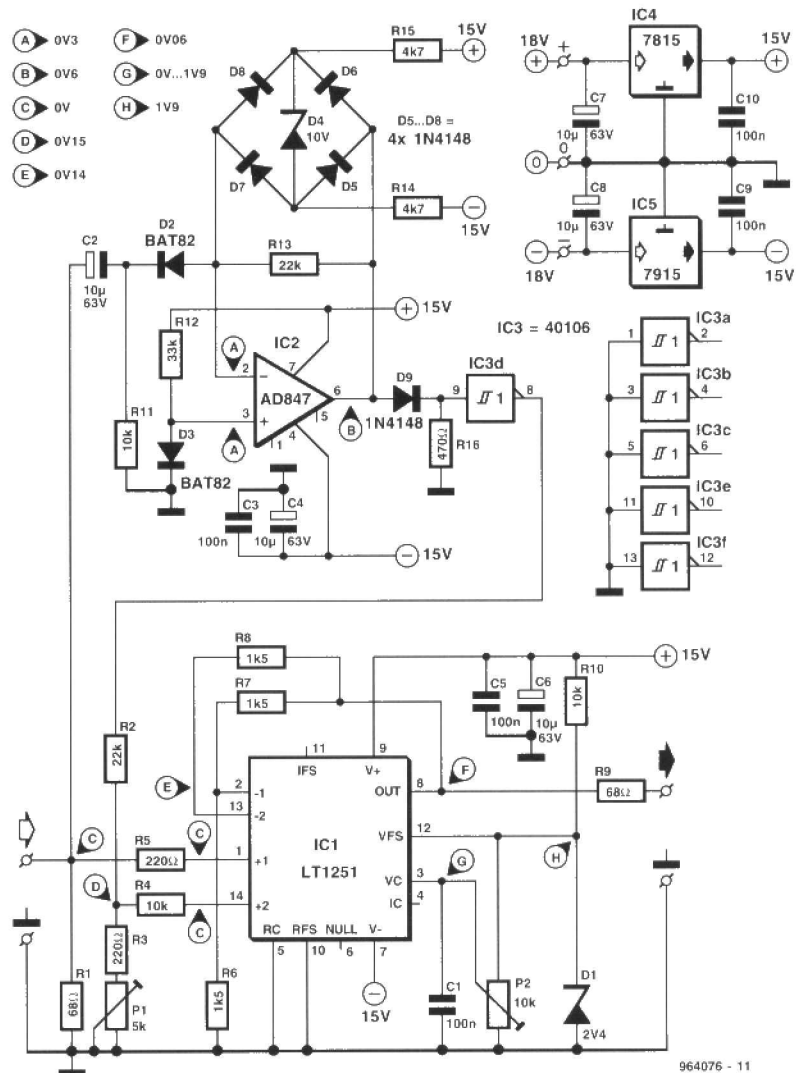 A 0V3
B 0V6
C 0V
D 0V15
E 0V14
F 0V06
G 0V...1V9
H 1V9
R15
4k7
15V
+
D8
D6
D4
10V
D5...D8 =
4x 1N4148
D7
D5
R14
4k7
−
15V
IC4
7815
18V
+
+
15V
+
C7
10µ
63V
C10
100n
0
0
C8
10µ
63V
C9
100n
IC5
7915
−
18V
−
−
15V
C2
10µ
63V
D2
BAT82
R13
22k
+
15V
R12
33k
IC2
A
2
−
7
AD847
6
3
+
5
4
1
A
B
R11
10k
D3
BAT82
D9
1N4148
IC3d
9
1
8
R16
470Ω
C3
100n
C4
10µ
63V
−
15V
IC3 = 40106
IC3a
1
1
2
IC3b
3
1
4
IC3c
5
1
6
IC3e
11
1
10
IC3f
13
1
12
R8
1k5
R7
1k5
+
15V
R10
10k
C5
100n
C6
10µ
63V
R2
22k
11
9
IFS
V+
2
-1
E
13
-2
OUT
8
F
R9
68Ω
IC1
LT1251
VFS
12
H
C
R5
220Ω
C
1
+1
VC
3
G
IC
4
D
R4
10k
C
14
+2
RC
RFS
NULL
V-
5
10
6
7
R3
220Ω
−
15V
R1
68Ω
P1
5k
R6
1k5
C1
100n
P2
10k
D1
2V4
964076 - 11